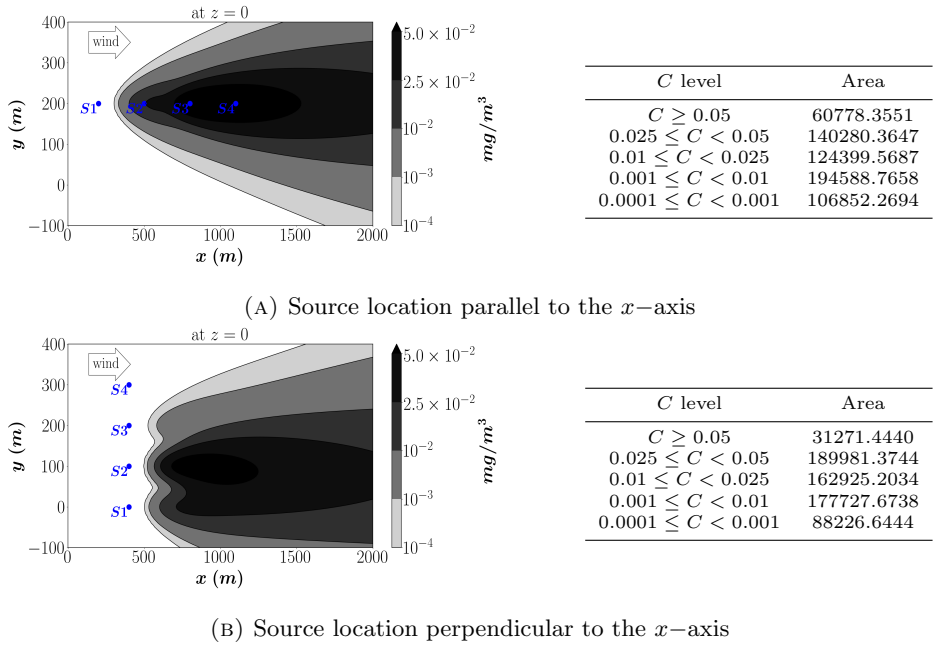 at z = 0
400
300
200
100
0
−100
0 500 1000 1500 2000
y (m)
x (m)
wind
S1 S2 S3 S4
5.0 × 10⁻²
2.5 × 10⁻²
10⁻²
10⁻³
10⁻⁴
mg/m³
C level Area
C ≥ 0.05 60778.3551
0.025 ≤ C < 0.05 140280.3647
0.01 ≤ C < 0.025 124399.5687
0.001 ≤ C < 0.01 194588.7658
0.0001 ≤ C < 0.001 106852.2694
(A) Source location parallel to the x−axis
at z = 0
400
300
200
100
0
−100
0 500 1000 1500 2000
y (m)
x (m)
wind
S4
S3
S2
S1
5.0 × 10⁻²
2.5 × 10⁻²
10⁻²
10⁻³
10⁻⁴
mg/m³
C level Area
C ≥ 0.05 31271.4440
0.025 ≤ C < 0.05 189981.3744
0.01 ≤ C < 0.025 162925.2034
0.001 ≤ C < 0.01 177727.6738
0.0001 ≤ C < 0.001 88226.6444
(B) Source location perpendicular to the x−axis